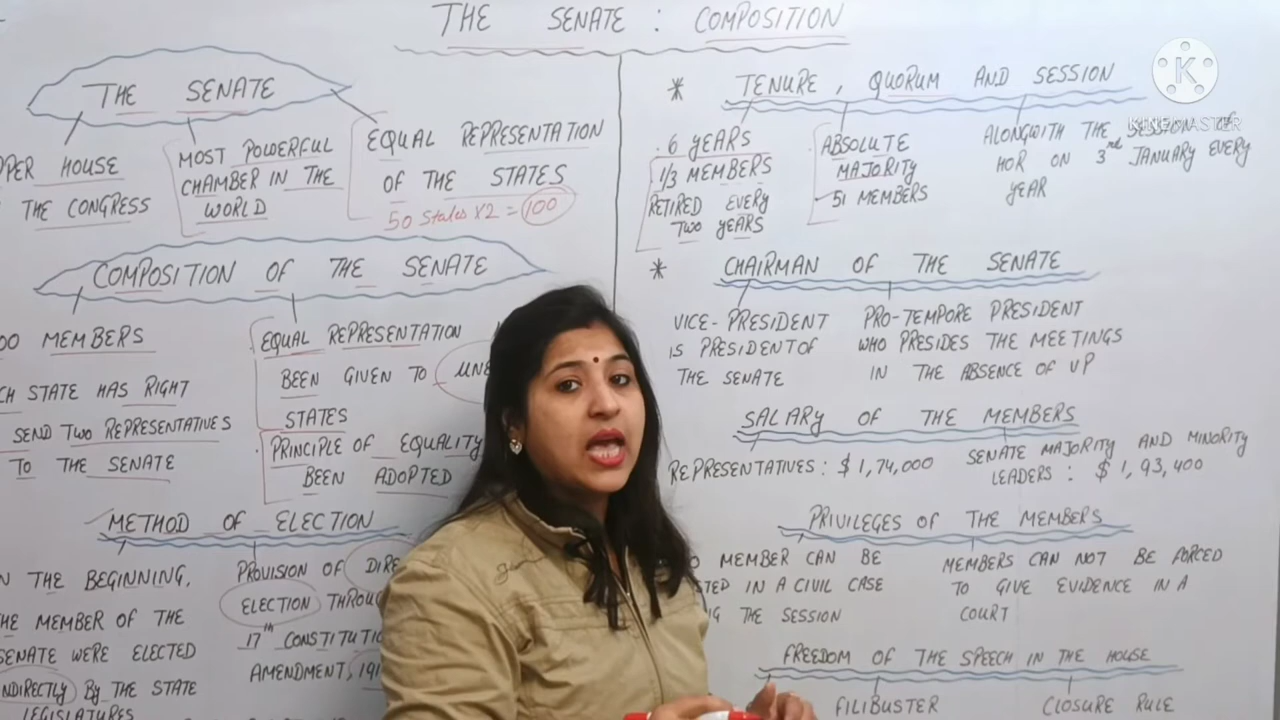 THE SENATE : COMPOSITION
THE SENATE
UPPER HOUSE
THE CONGRESS
MOST POWERFUL
CHAMBER IN THE
WORLD
EQUAL REPRESENTATION
OF THE STATES
50 States X2 = 100
COMPOSITION OF THE SENATE
MEMBERS
STATE HAS RIGHT
SEND TWO REPRESENTATIVES
TO THE SENATE
EQUAL REPRESENTATION
BEEN GIVEN TO
STATES
PRINCIPLE OF EQUALITY
BEEN ADOPTED
METHOD OF ELECTION
THE BEGINNING,
MEMBER OF THE
SENATE WERE ELECTED
INDIRECTLY BY THE STATE
LEGISLATURES
PROVISION OF
ELECTION
17th
AMENDMENT,
* TENURE, QUORUM AND SESSION
6 YEARS
1/3 MEMBERS
RETIRED EVERY
TWO YEARS
ABSOLUTE
MAJORITY
51 MEMBERS
ALONGWITH THE SESSION OF
HOR ON 3rd JANUARY EVERY
YEAR
* CHAIRMAN OF THE SENATE
VICE-PRESIDENT
IS PRESIDENT OF
THE SENATE
PRO-TEMPORE PRESIDENT
WHO PRESIDES THE MEETINGS
IN THE ABSENCE OF VP
SALARY OF THE MEMBERS
REPRESENTATIVES : $ 1,74,000
SENATE MAJORITY AND MINORITY
LEADERS : $ 1,93,400
PRIVILEGES OF THE MEMBERS
MEMBER CAN BE
IN A CIVIL CASE
THE SESSION
MEMBERS CAN NOT BE FORCED
TO GIVE EVIDENCE IN A
COURT
FREEDOM OF THE SPEECH IN THE HOUSE
FILIBUSTER
CLOSURE RULE
K
KINEMASTER